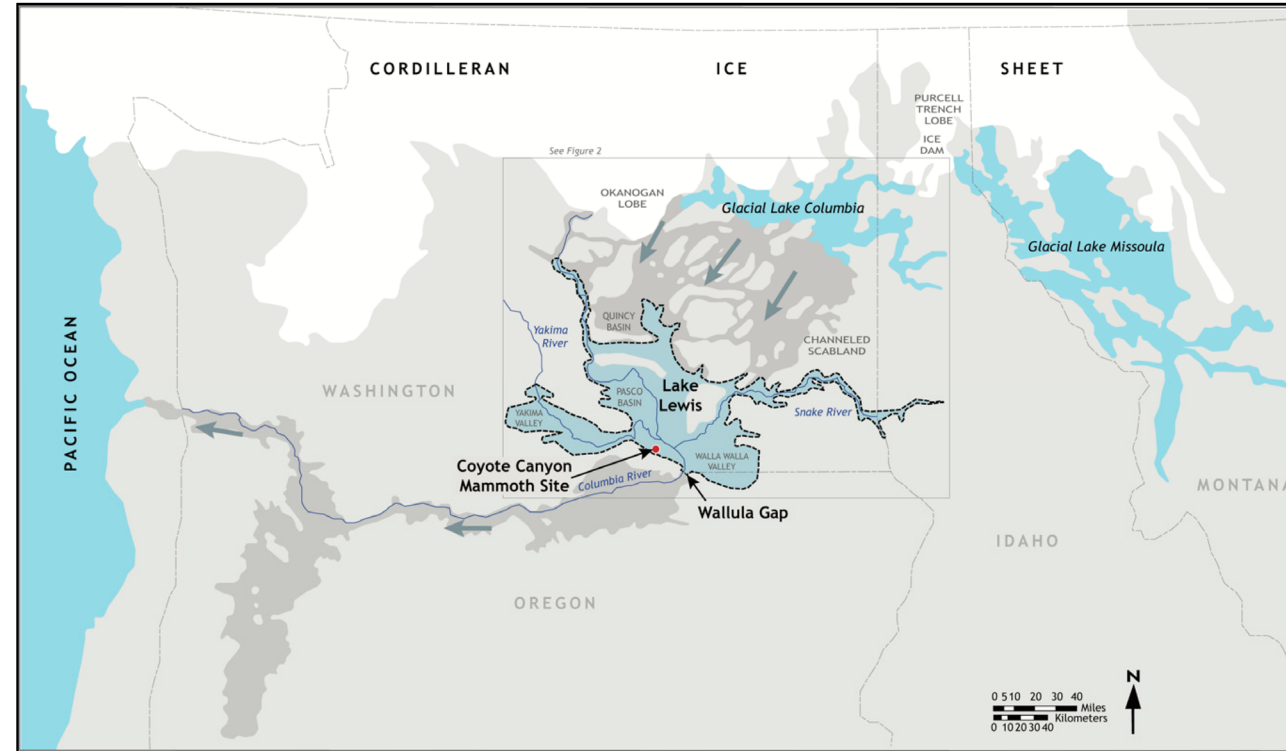 CORDILLERAN ICE SHEET
PURCELL
TRENCH
LOBE
ICE
DAM
See Figure 2
OKANOGAN
LOBE
Glacial Lake Columbia
Glacial Lake Missoula
PACIFIC OCEAN
QUINCY
BASIN
Yakima
River
CHANNELED
SCABLAND
WASHINGTON
PASCO
BASIN
Lake
Lewis
Snake River
YAKIMA
VALLEY
WALLA WALLA
VALLEY
Coyote Canyon
Mammoth Site
Columbia River
Wallula Gap
MONTANA
IDAHO
OREGON
N
0 5 10 20 30 40
Miles
Kilometers
0 10 20 30 40